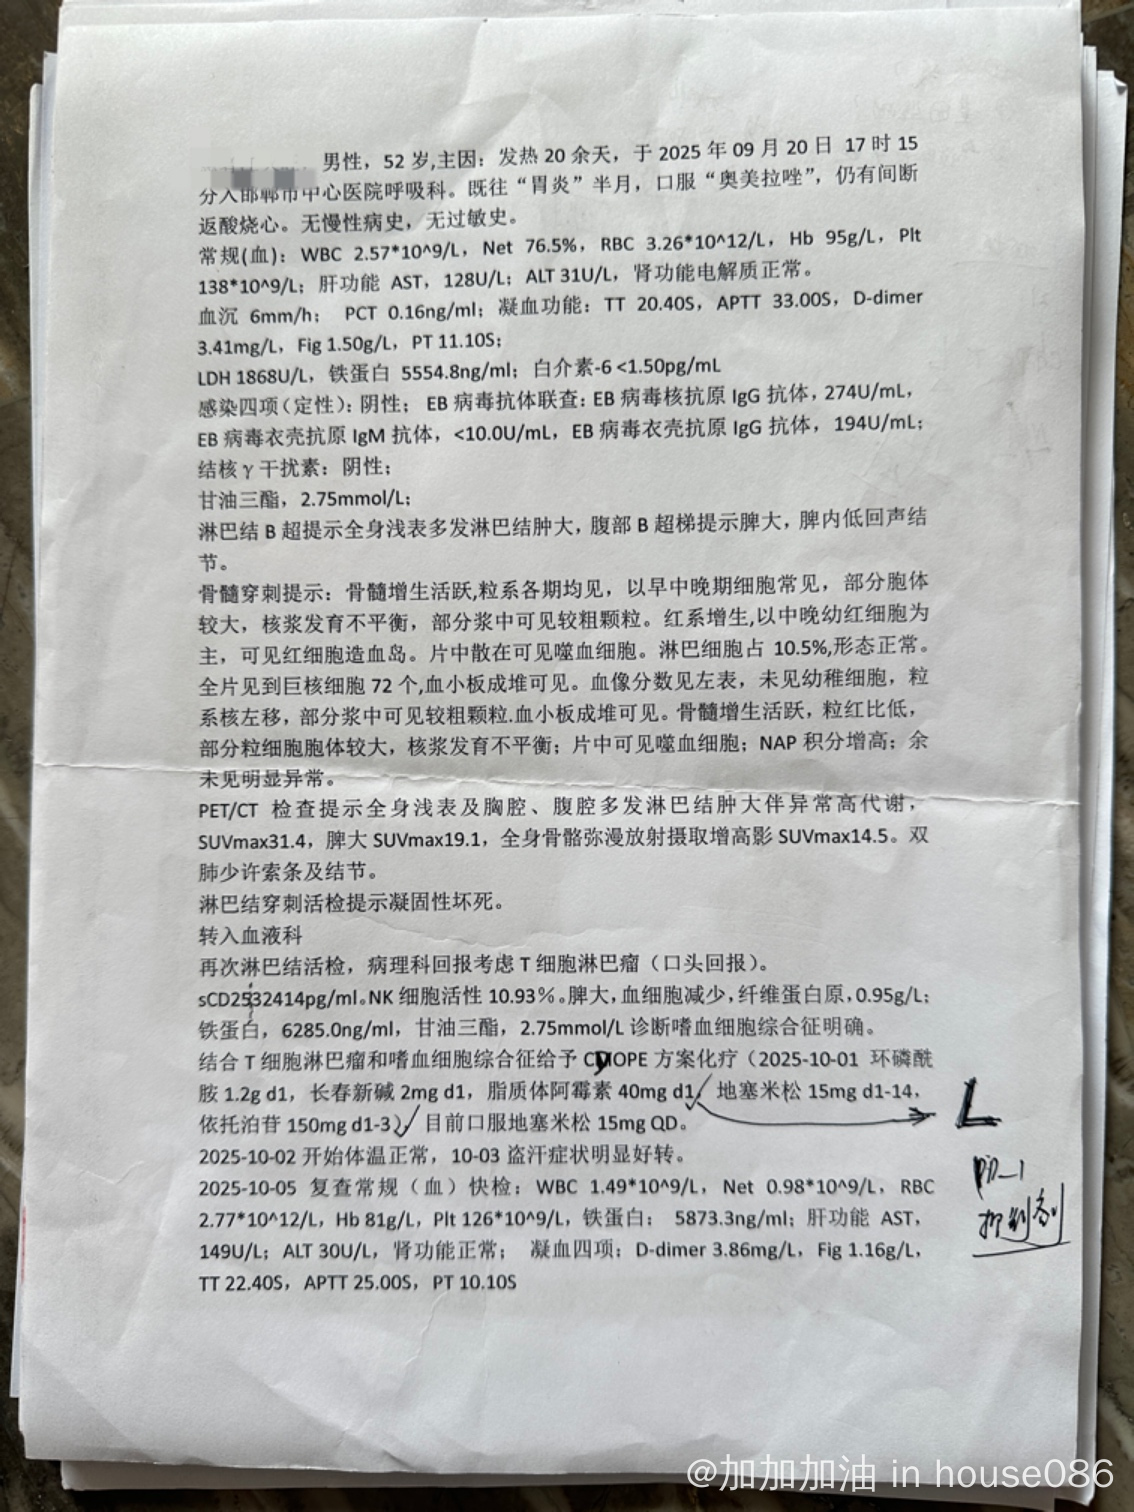 男性，52 岁,主因：发热 20 余天，于 2025 年 09 月 20 日 17 时 15
分入邯郸市中心医院呼吸科。既往“胃炎”半月，口服“奥美拉唑”，仍有间断
返酸烧心。无慢性病史，无过敏史。
常规(血)：WBC 2.57*10^9/L，Net 76.5%，RBC 3.26*10^12/L，Hb 95g/L，Plt
138*10^9/L；肝功能 AST，128U/L；ALT 31U/L，肾功能电解质正常。
血沉 6mm/h； PCT 0.16ng/ml；凝血功能：TT 20.40S，APTT 33.00S，D-dimer
3.41mg/L，Fig 1.50g/L，PT 11.10S；
LDH 1868U/L，铁蛋白 5554.8ng/ml；白介素-6 <1.50pg/mL
感染四项（定性）：阴性； EB 病毒抗体联查：EB 病毒核抗原 IgG 抗体，274U/mL，
EB 病毒衣壳抗原 IgM 抗体，<10.0U/mL，EB 病毒衣壳抗原 IgG 抗体，194U/mL；
结核 γ 干扰素：阴性；
甘油三酯，2.75mmol/L；
淋巴结 B 超提示全身浅表多发淋巴结肿大，腹部 B 超梯提示脾大，脾内低回声结
节。
骨髓穿刺提示：骨髓增生活跃,粒系各期均见，以早中晚期细胞常见，部分胞体
较大，核浆发育不平衡，部分浆中可见较粗颗粒。红系增生,以中晚幼红细胞为
主，可见红细胞造血岛。片中散在可见噬血细胞。淋巴细胞占 10.5%,形态正常。
全片见到巨核细胞 72 个,血小板成堆可见。血像分数见左表，未见幼稚细胞，粒
系核左移，部分浆中可见较粗颗粒.血小板成堆可见。骨髓增生活跃，粒红比低，
部分粒细胞胞体较大，核浆发育不平衡；片中可见噬血细胞；NAP 积分增高；余
未见明显异常。
PET/CT 检查提示全身浅表及胸腔、腹腔多发淋巴结肿大伴异常高代谢，
SUVmax31.4，脾大 SUVmax19.1，全身骨骼弥漫放射摄取增高影 SUVmax14.5。双
肺少许索条及结节。
淋巴结穿刺活检提示凝固性坏死。
转入血液科
再次淋巴结活检，病理科回报考虑 T 细胞淋巴瘤（口头回报）。
sCD2532414pg/ml。NK 细胞活性 10.93%。脾大,血细胞减少,纤维蛋白原,0.95g/L；
铁蛋白，6285.0ng/ml，甘油三酯，2.75mmol/L 诊断嗜血细胞综合征明确。
结合 T 细胞淋巴瘤和嗜血细胞综合征给予 CDOPE 方案化疗（2025-10-01 环磷酰
胺 1.2g d1，长春新碱 2mg d1，脂质体阿霉素 40mg d1 地塞米松 15mg d1-14，
依托泊苷 150mg d1-3） 目前口服地塞米松 15mg QD。
L
2025-10-02 开始体温正常，10-03 盗汗症状明显好转。
2025-10-05 复查常规（血）快检：WBC 1.49*10^9/L，Net 0.98*10^9/L，RBC
PD-1
2.77*10^12/L，Hb 81g/L，Plt 126*10^9/L，铁蛋白： 5873.3ng/ml；肝功能 AST，
抑制剂
149U/L；ALT 30U/L，肾功能正常； 凝血四项：D-dimer 3.86mg/L，Fig 1.16g/L，
TT 22.40S，APTT 25.00S，PT 10.10S
@加加加油 in house086